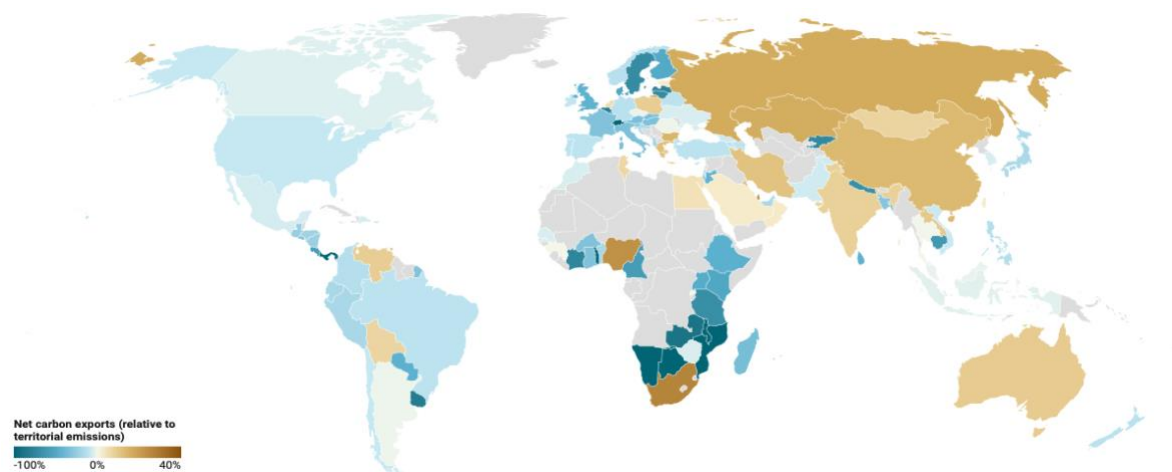 Net carbon exports (relative to
territorial emissions)
-100% 0% 40%